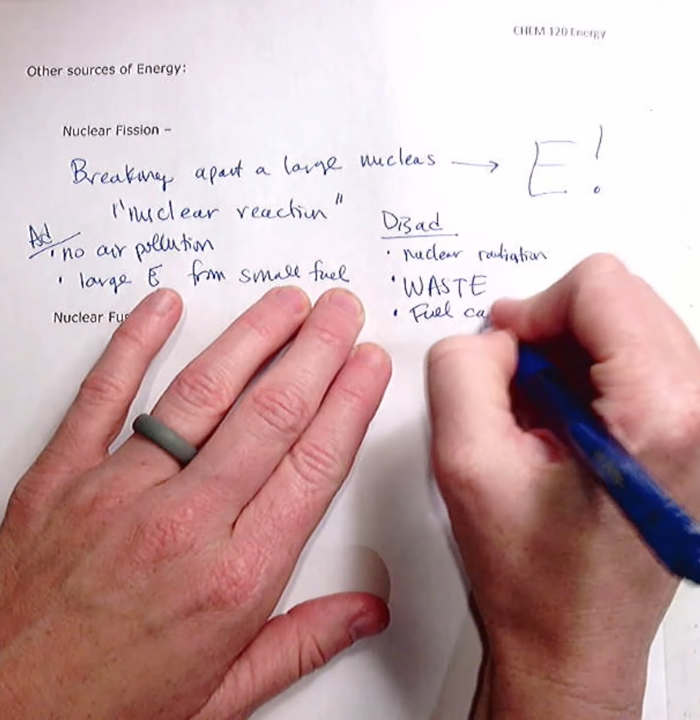 CHEM 120 Energy
Other sources of Energy:
Nuclear Fission –
Breaking apart a large nucleas → E!
"nuclear reaction"
Ad
· no air pollution
· large E from small fuel
Disad
· nuclear radiation
· WASTE
· Fuel ca
Nuclear Fu